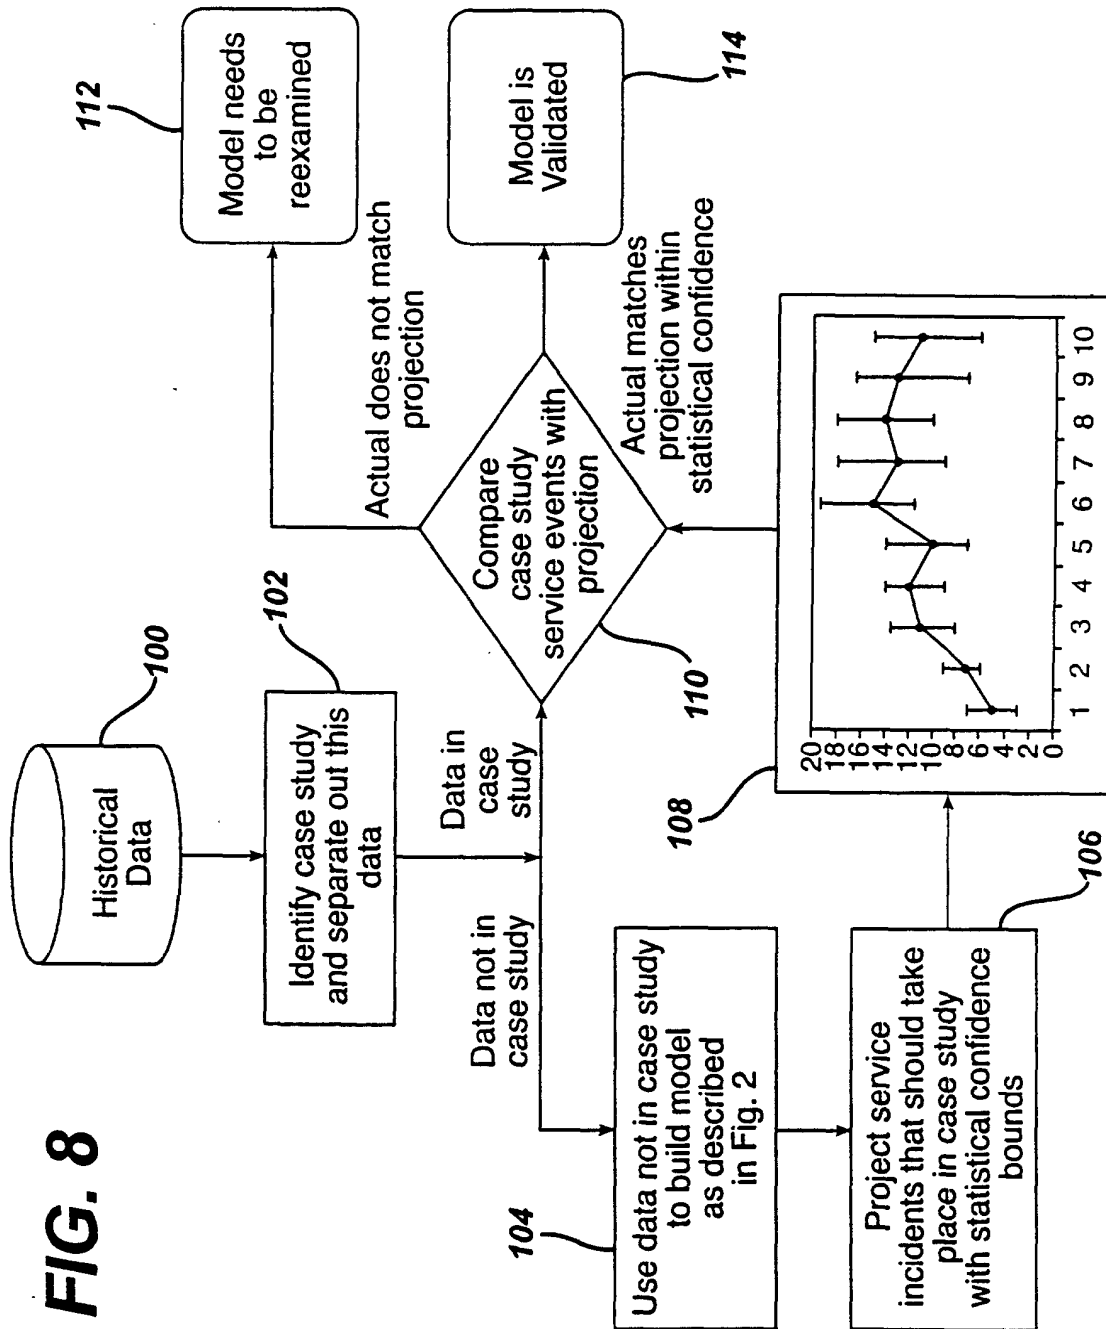 FIG. 8
100
Historical
Data
102
Identify case study
and separate out this
data
Data not in
case study
Data in
case
study
104
Use data not in case study
to build model
as described
in Fig. 2
106
Project service
incidents that should take
place in case study
with statistical confidence
bounds
108
20
18
16
14
12
10
8
6
4
2
0
1 2 3 4 5 6 7 8 9 10
110
Compare
case study
service events with
projection
Actual does not match
projection
Actual matches
projection within
statistical confidence
112
Model needs
to be
reexamined
114
Model is
Validated